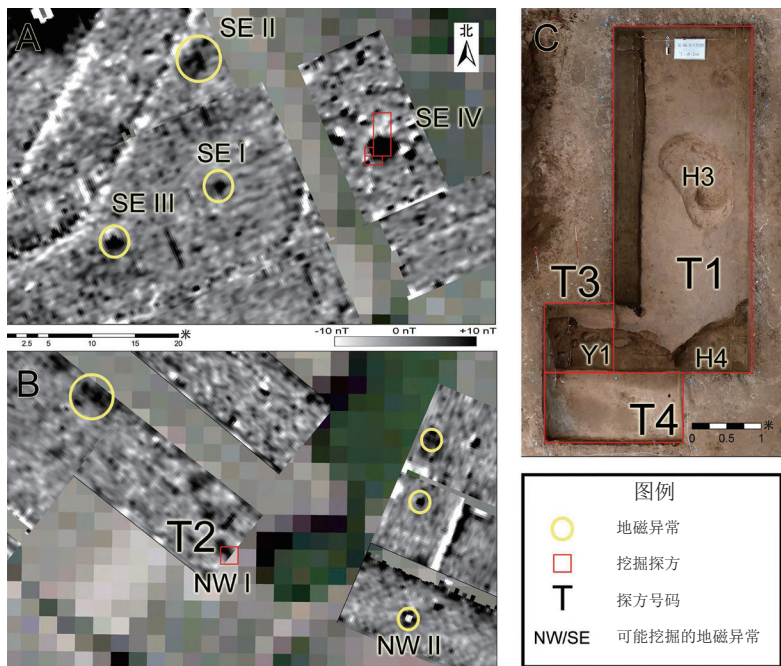 A
SE II
北
SE IV
SE I
SE III
2.5 5 10 15 20 米
-10 nT 0 nT +10 nT
B
T2
NW I
NW II
C
H3
T1
T3
Y1
H4
T4
0 0.5 1 米
图例
地磁异常
挖掘探方
T 探方号码
NW/SE 可能挖掘的地磁异常